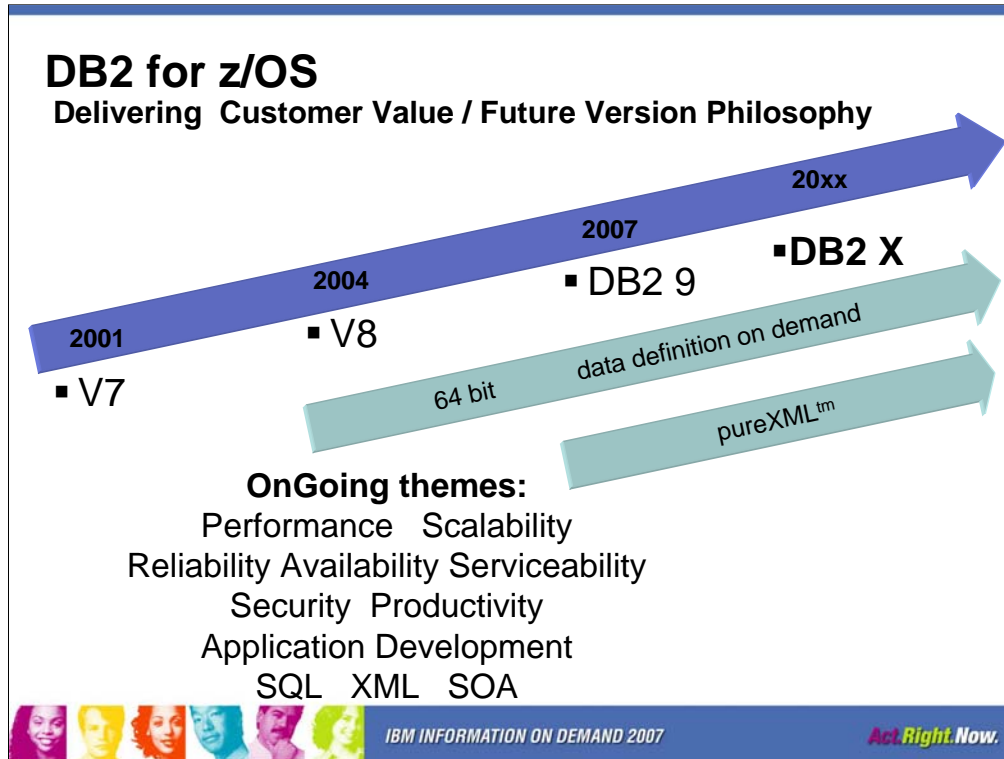 DB2 for z/OS
Delivering Customer Value / Future Version Philosophy
20xx
2007
▪DB2 X
2004
▪ DB2 9
2001
▪ V8
data definition on demand
▪ V7
64 bit
pureXMLtm
OnGoing themes:
Performance Scalability
Reliability Availability Serviceability
Security Productivity
Application Development
SQL XML SOA
IBM INFORMATION ON DEMAND 2007
Act.Right.Now.